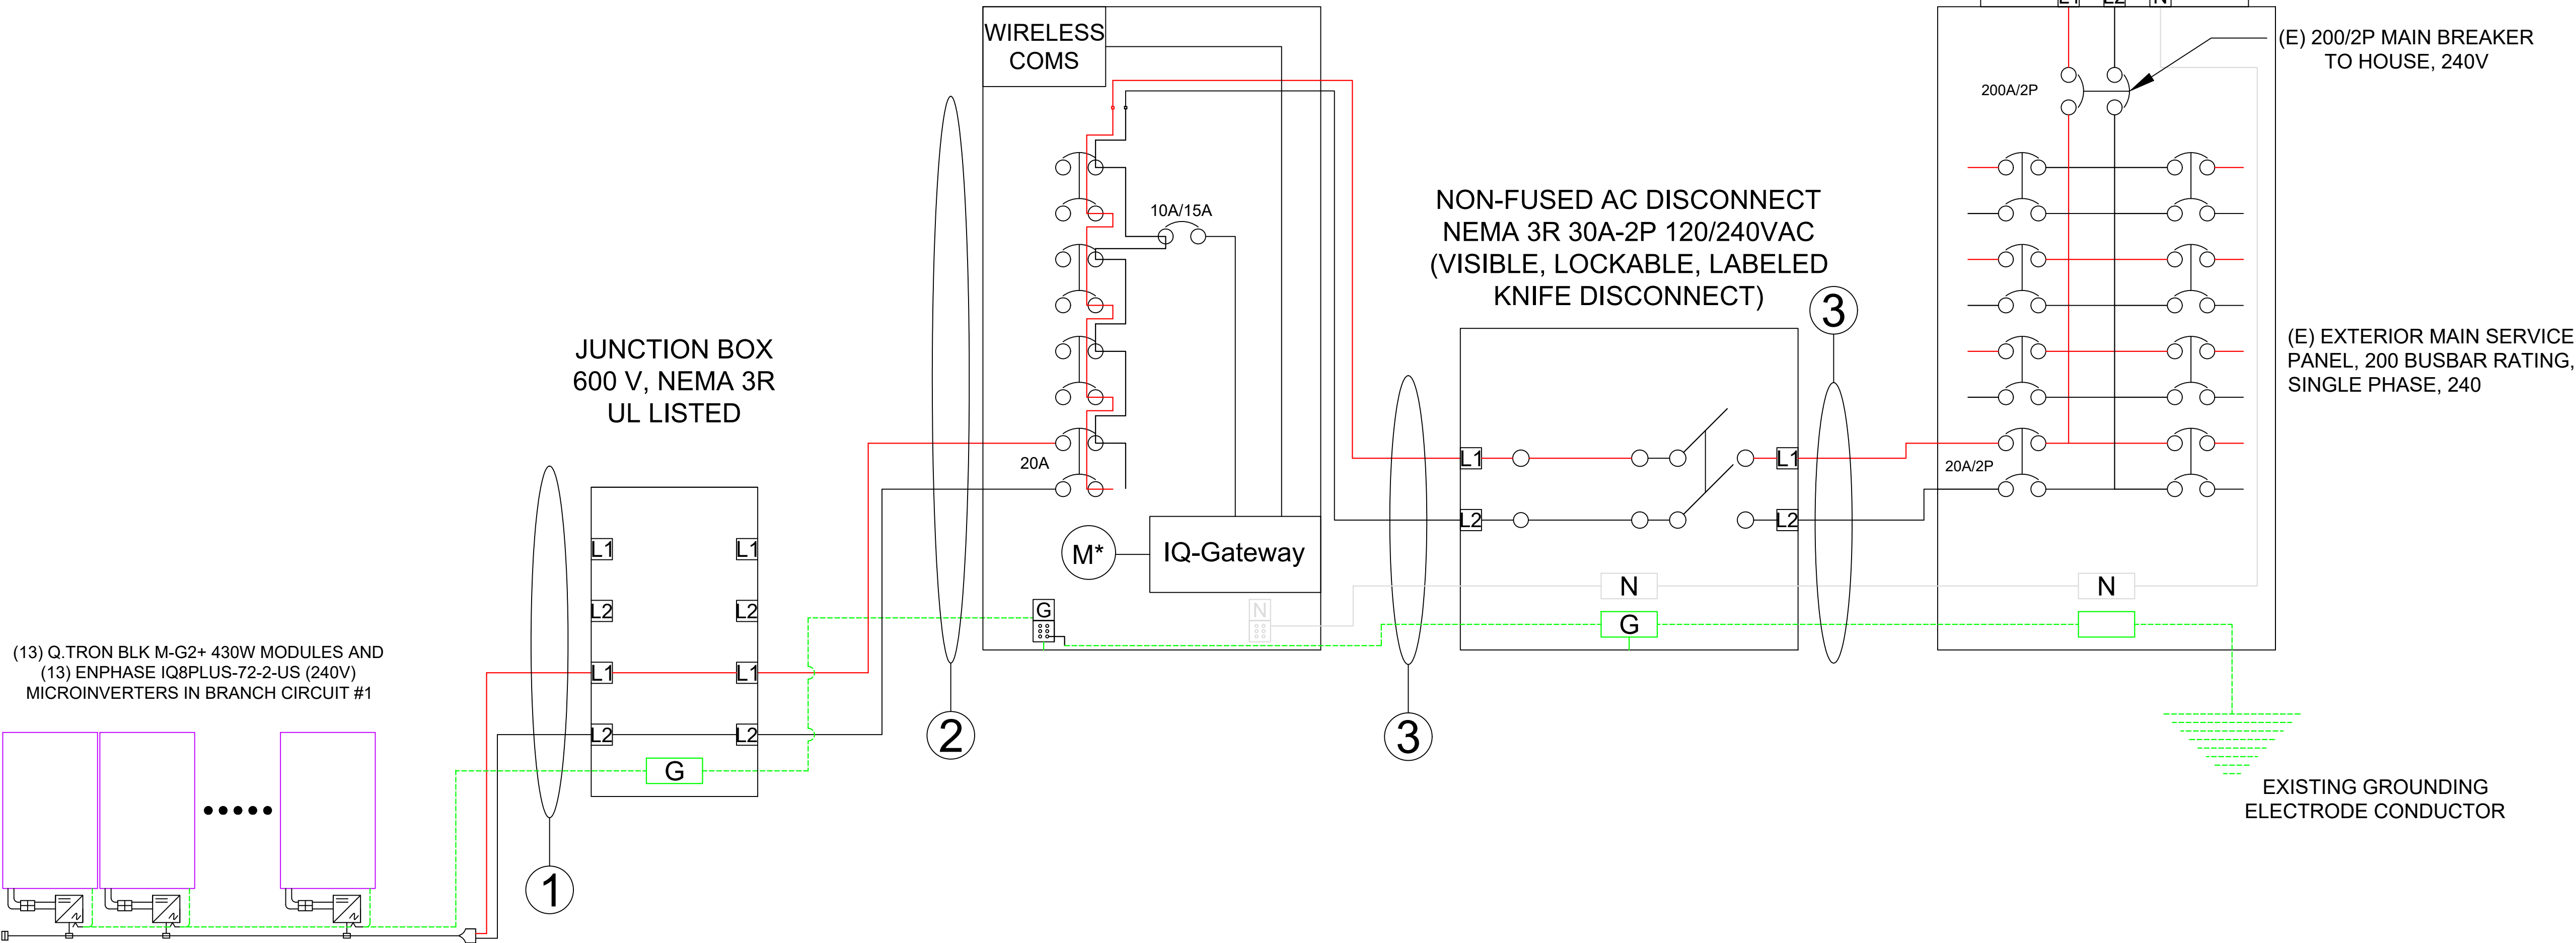 L1 L2 N
WIRELESS
COMS
(E) 200/2P MAIN BREAKER
TO HOUSE, 240V
200A/2P
10A/15A
NON-FUSED AC DISCONNECT
NEMA 3R 30A-2P 120/240VAC
(VISIBLE, LOCKABLE, LABELED
KNIFE DISCONNECT)
3
(E) EXTERIOR MAIN SERVICE
PANEL, 200 BUSBAR RATING,
SINGLE PHASE, 240
JUNCTION BOX
600 V, NEMA 3R
UL LISTED
20A
L1
L1
20A/2P
L2
L2
L1
L1
M*
IQ-Gateway
N
N
L2
L2
G
N
G
(13) Q.TRON BLK M-G2+ 430W MODULES AND
(13) ENPHASE IQ8PLUS-72-2-US (240V)
MICROINVERTERS IN BRANCH CIRCUIT #1
L1
L1
L2
L2
G
2
3
1
EXISTING GROUNDING
ELECTRODE CONDUCTOR